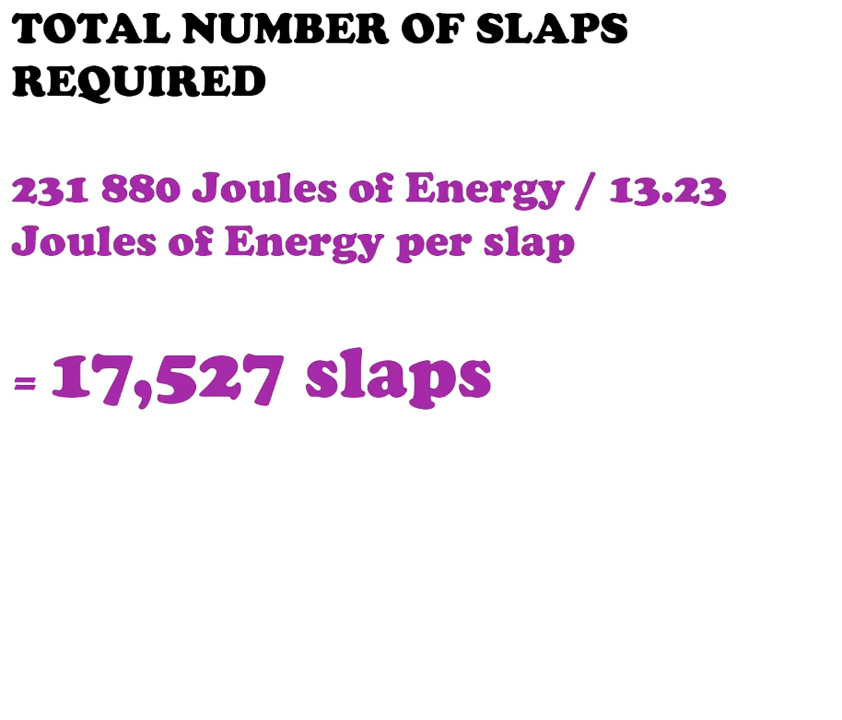 TOTAL NUMBER OF SLAPS
REQUIRED
231 880 Joules of Energy / 13.23
Joules of Energy per slap
= 17,527 slaps